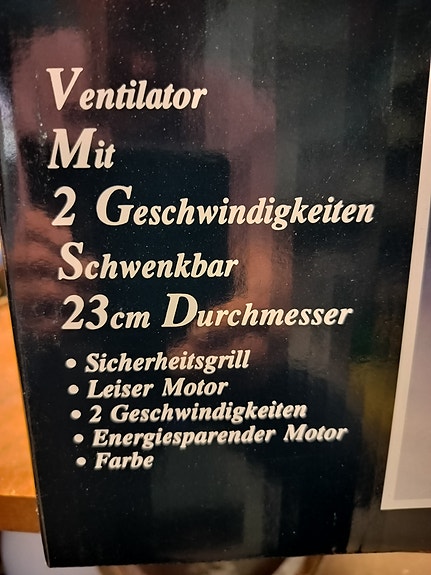 Ventilator
Mit
2 Geschwindigkeiten
Schwenkbar
23cm Durchmesser
• Sicherheitsgrill
• Leiser Motor
• 2 Geschwindigkeiten
• Energiesparender Motor
• Farbe